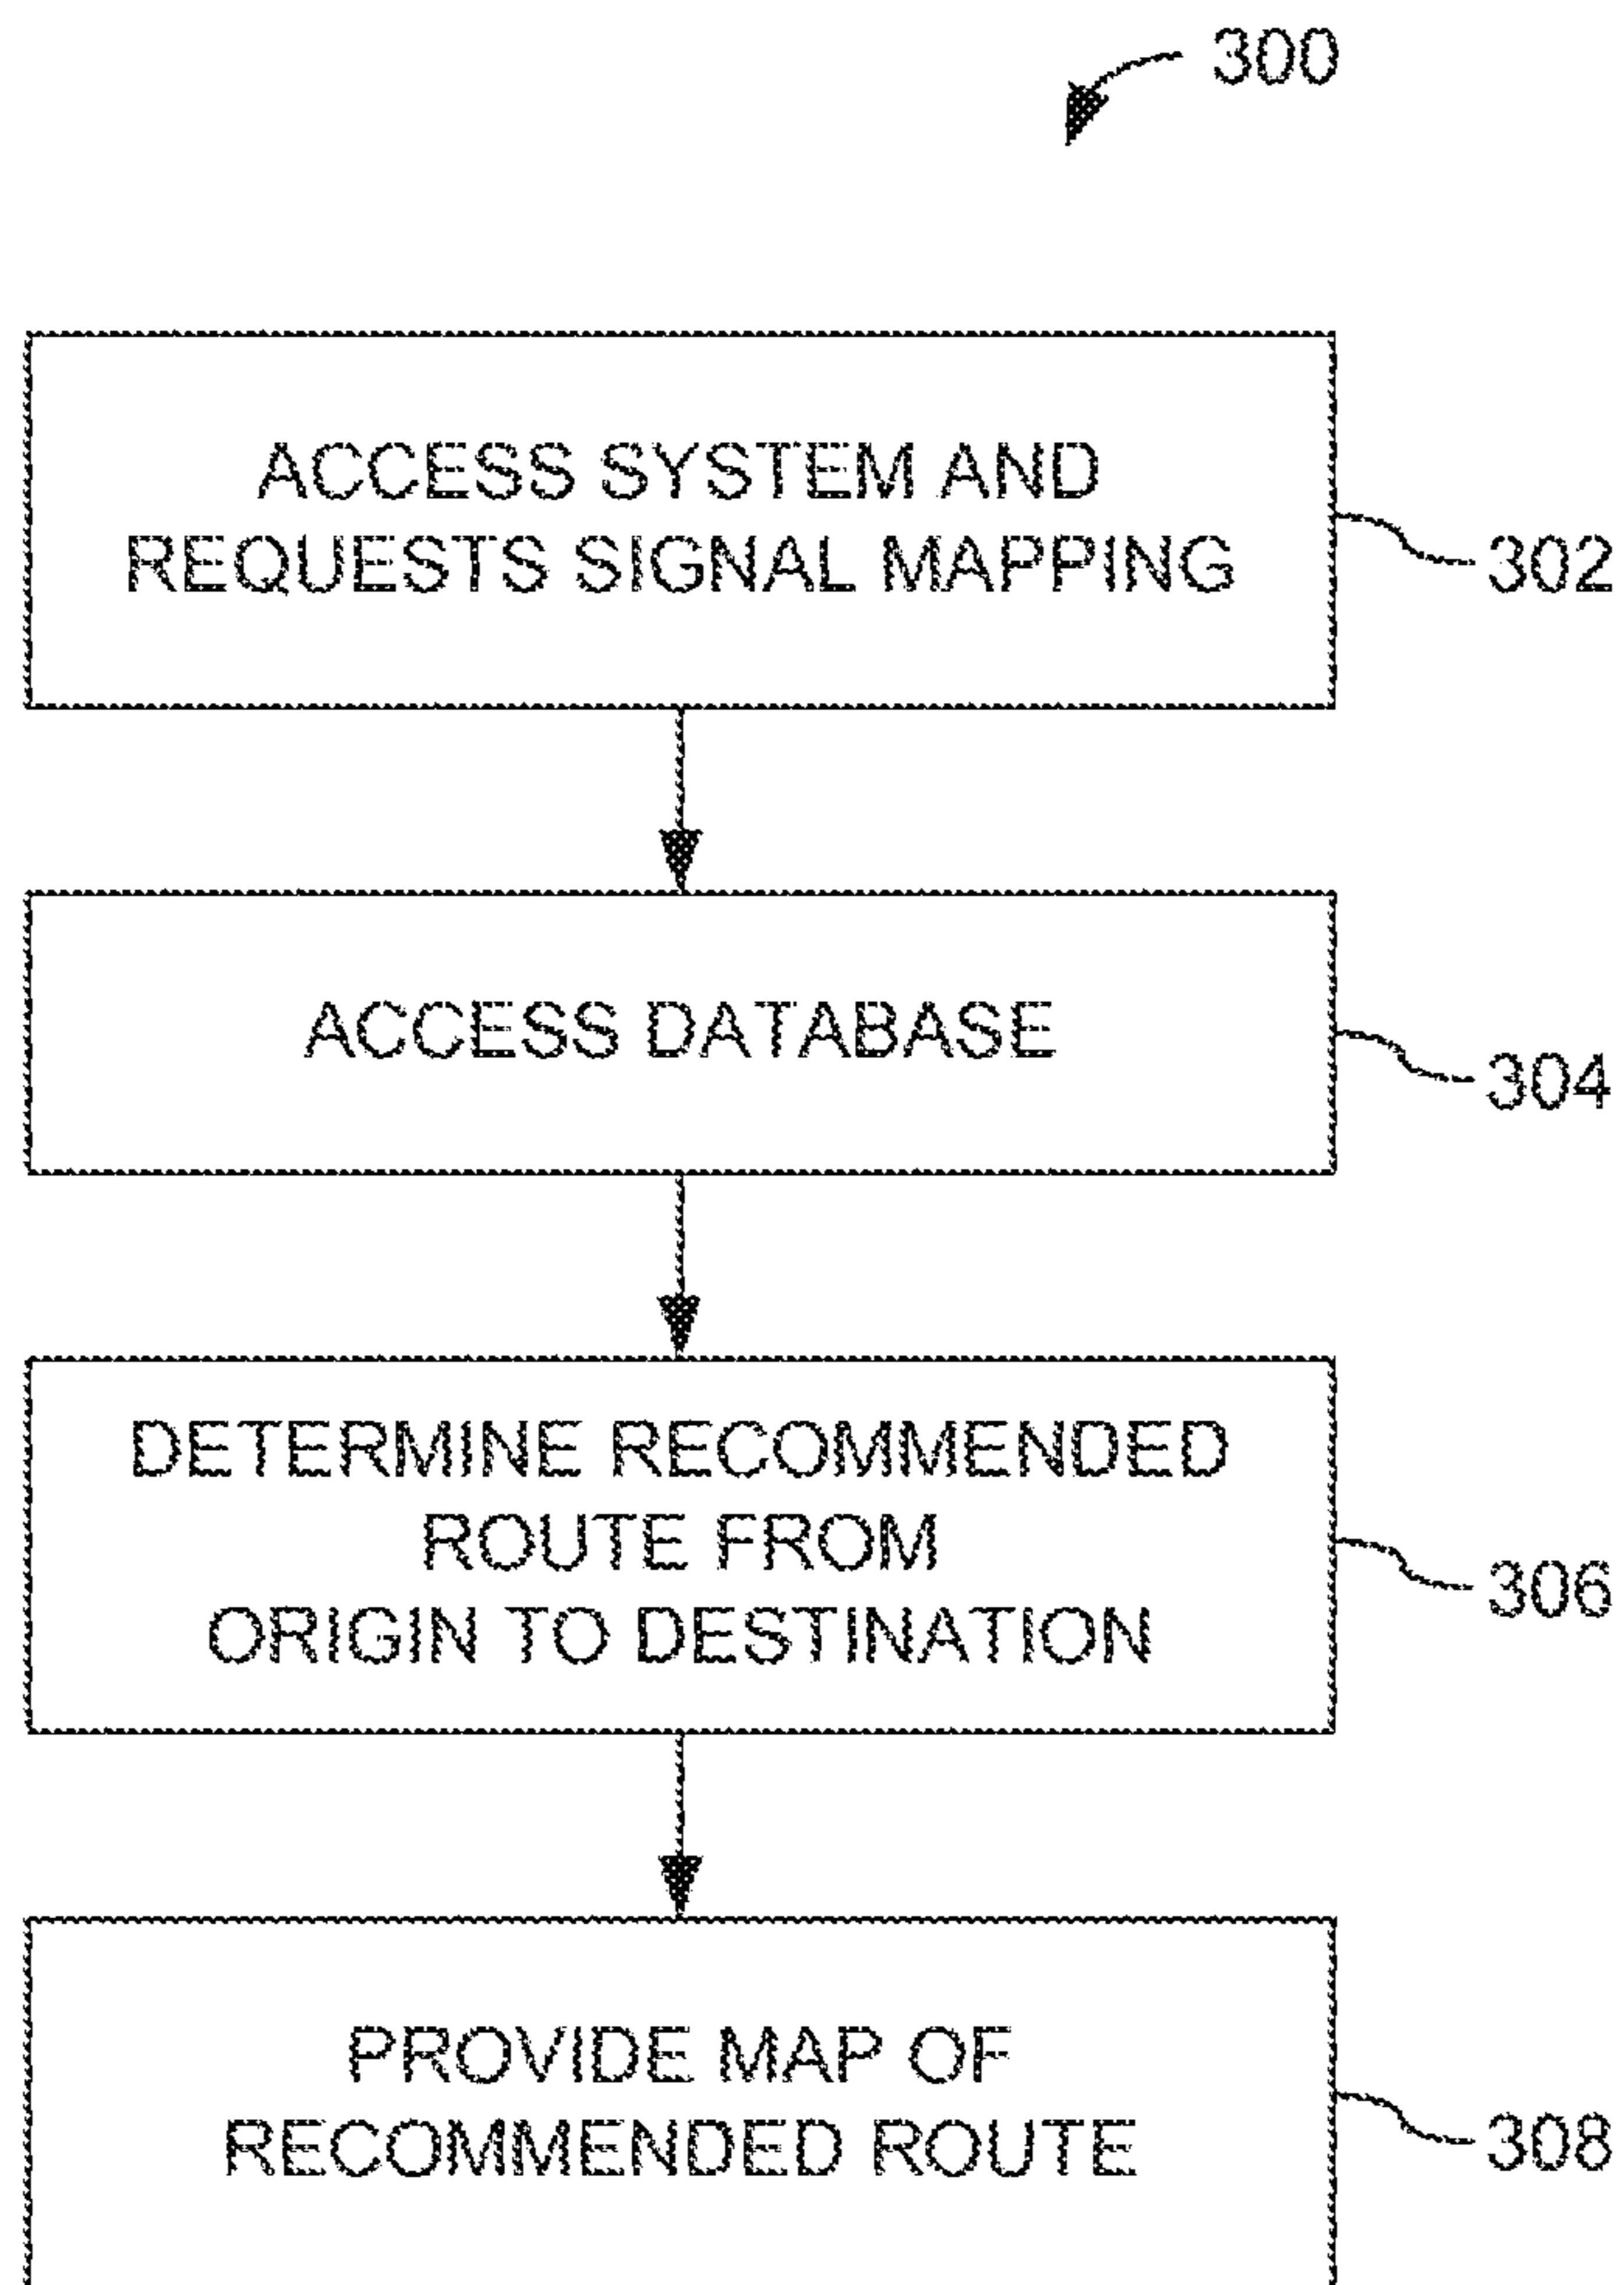 300
ACCESS SYSTEM AND
REQUESTS SIGNAL MAPPING
302
ACCESS DATABASE
304
DETERMINE RECOMMENDED
ROUTE FROM
ORIGIN TO DESTINATION
306
PROVIDE MAP OF
RECOMMENDED ROUTE
308